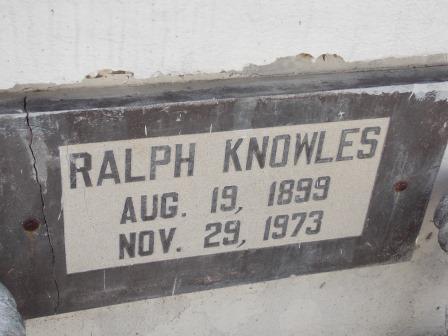 RALPH KNOWLES
AUG. 19, 1899
NOV. 29, 1973